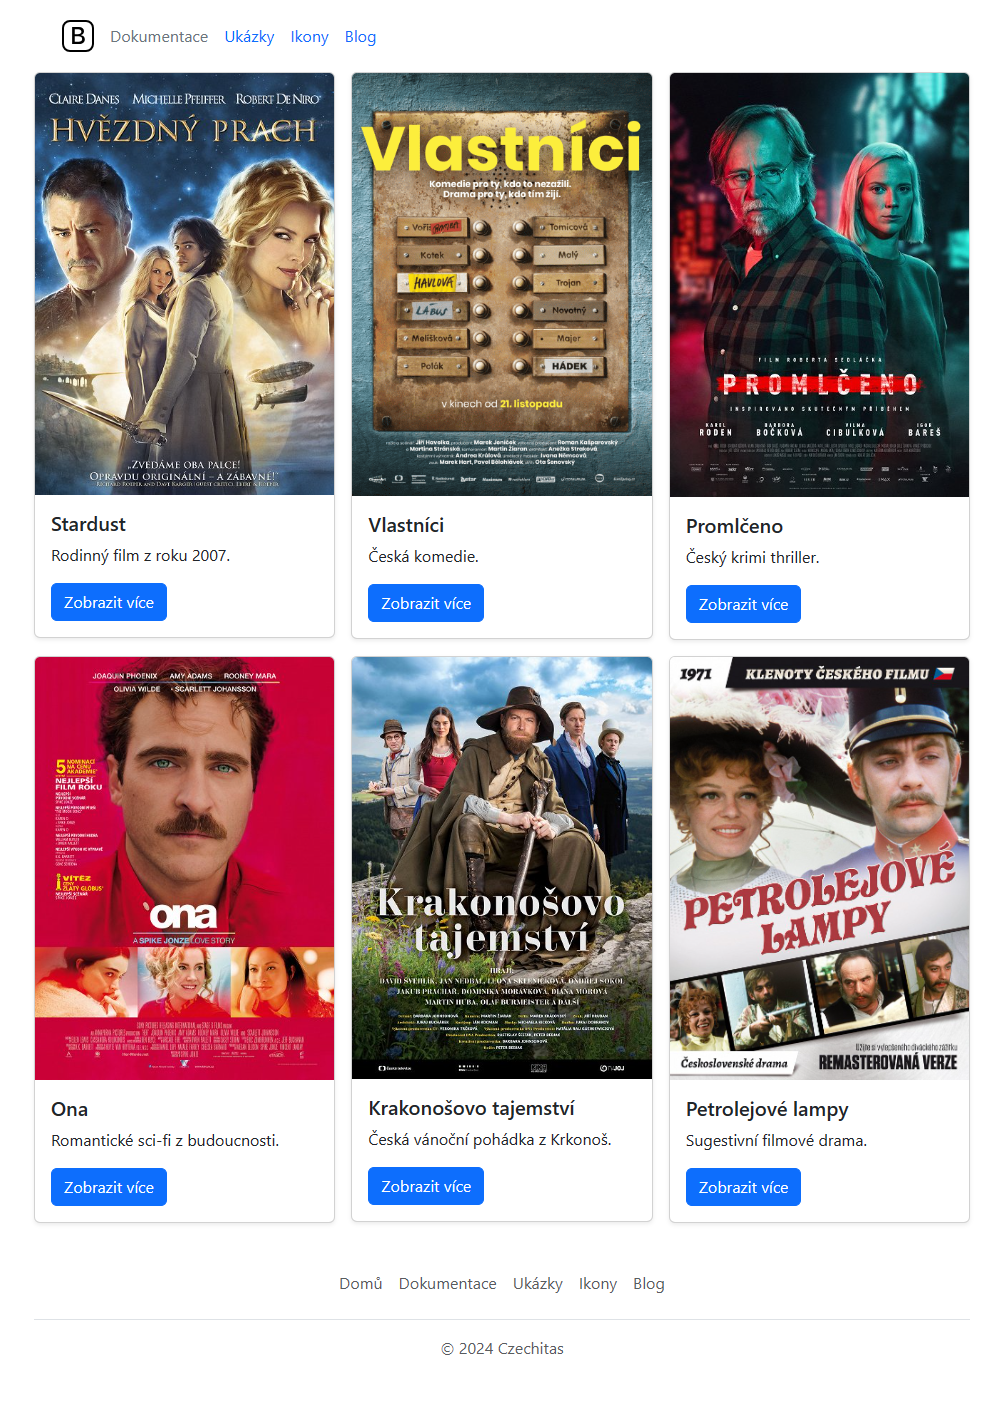 B Dokumentace Ukázky Ikony Blog
CLAIRE DANES MICHELLE PFEIFFER ROBERT DE NIRO
HVĚZDNÝ PRACH
„ZVEDÁME OBA PALCE!
OPRAVDU ORIGINÁLNÍ – A ZÁBAVNÉ!"
Stardust
Rodinný film z roku 2007.
Zobrazit více
Vlastníci
Komedie pro ty, kdo to nezažili.
Drama pro ty, kdo tím žijí.
Tomicová
Kotek Malý
HAVLOVÁ Trojan
LÁBUS Novotný
Melíšková Majer
Polák HÁDEK
v kinech od 21. listopadu
Vlastníci
Česká komedie.
Zobrazit více
FILM ROBERTA SEDLÁČKA
PROMLČENO
INSPIROVÁNO SKUTEČNÝM PŘÍBĚHEM
KAREL RODEN BARBORA BOČKOVÁ FILMA CIBULKOVÁ IGOR BAREŠ
Promlčeno
Český krimi thriller.
Zobrazit více
JOAQUIN PHOENIX AMY ADAMS ROONEY MARA
OLIVIA WILDE SCARLETT JOHANSSON
5 NOMINACÍ
NA CENU
AKADEMIE
NEJLEPŠÍ
FILM ROKU
VÍTĚZ
ZLATÝ GLÓBUS
ona
A SPIKE JONZE LOVE STORY
Ona
Romantické sci-fi z budoucnosti.
Zobrazit více
Krakonošovo
tajemství
HRAJÍ:
DAVID ŠVEHLÍK, JAN NEDBAL, LEONA SKLENIČKOVÁ, ONDŘEJ SOKOL
JAKUB PRACHAŘ, DOMINIKA MORÁVKOVÁ, DIANA MÓROVÁ
MARTIN HUBA, OLAF BURMEISTER A DALŠÍ
Krakonošovo tajemství
Česká vánoční pohádka z Krkonoš.
Zobrazit více
1971 KLENOTY ČESKÉHO FILMU
PETROLEJOVÉ
LAMPY
Československé drama
REMASTEROVANÁ VERZE
Petrolejové lampy
Sugestivní filmové drama.
Zobrazit více
Domů Dokumentace Ukázky Ikony Blog
© 2024 Czechitas